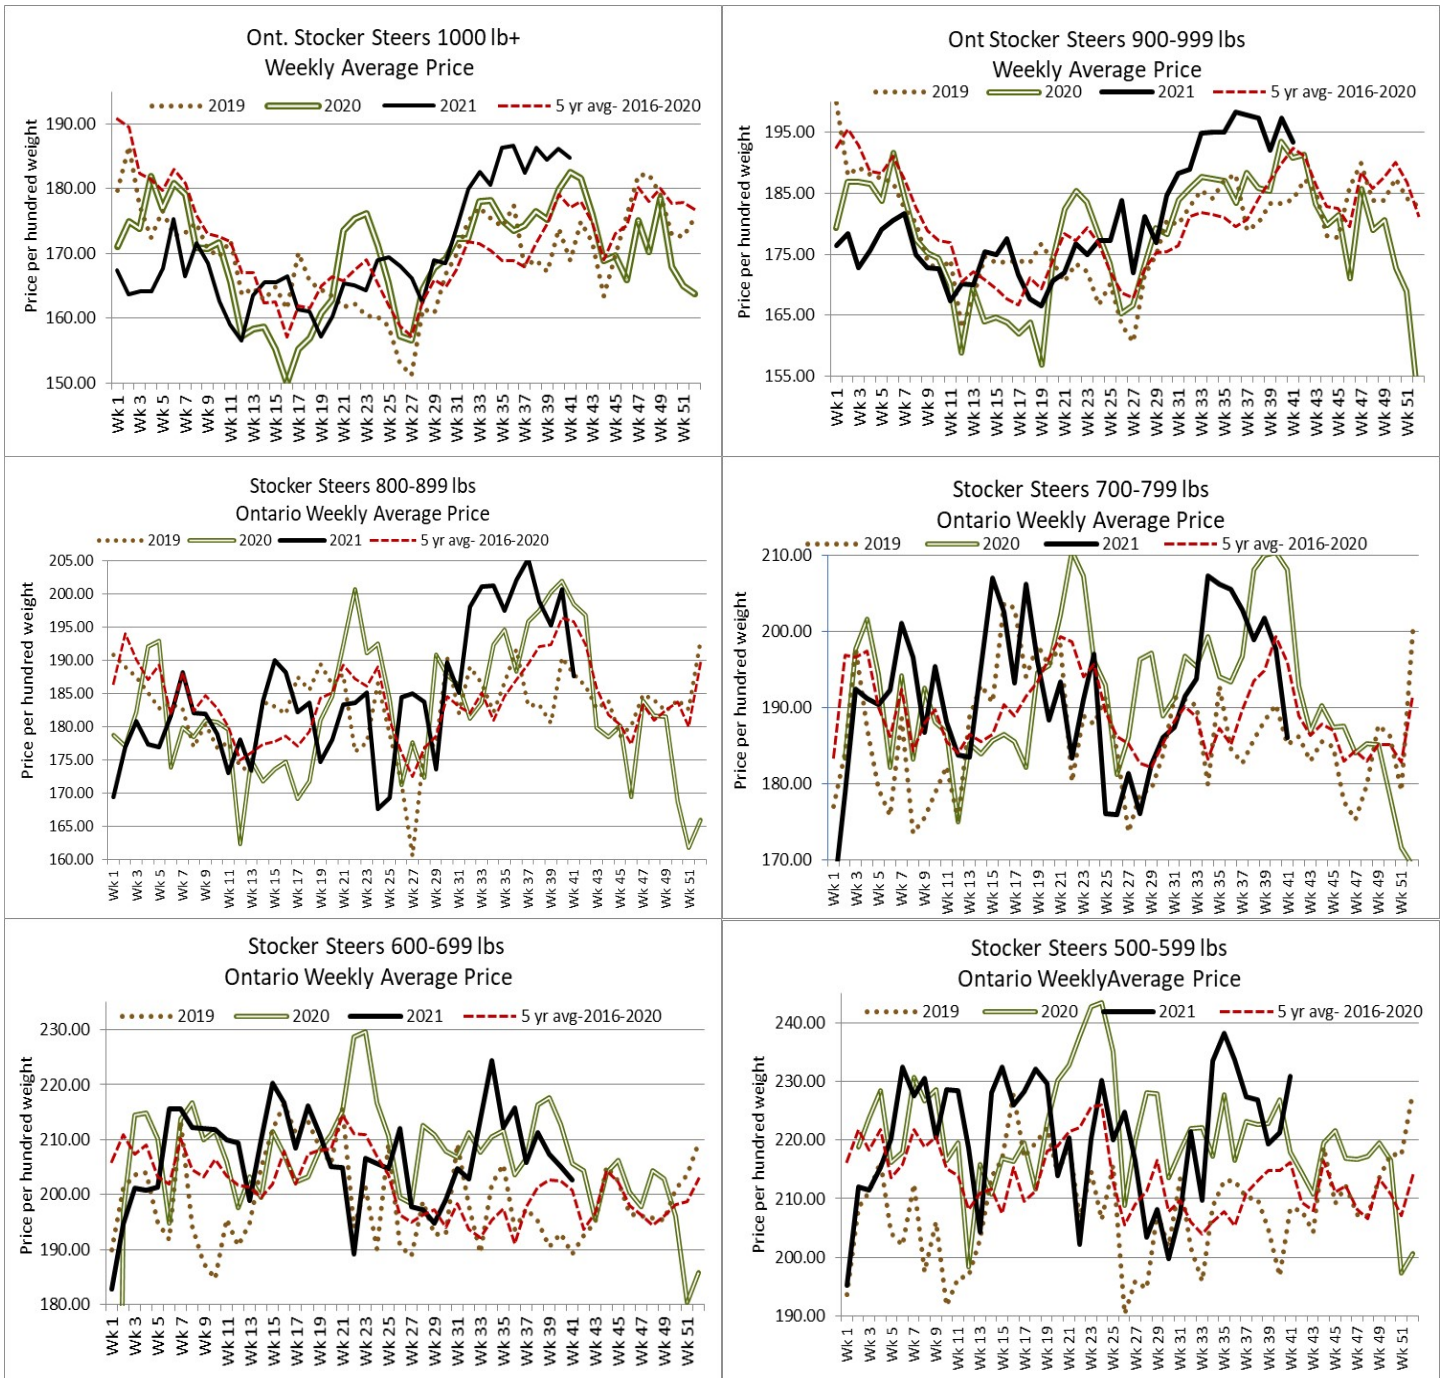 Ont. Stocker Steers 1000 lb+
Weekly Average Price
2019 2020 2021 5 yr avg- 2016-2020
Price per hundred weight
190.00
180.00
170.00
160.00
150.00
Wk 1 Wk 3 Wk 5 Wk 7 Wk 9 Wk 11 Wk 13 Wk 15 Wk 17 Wk 19 Wk 21 Wk 23 Wk 25 Wk 27 Wk 29 Wk 31 Wk 33 Wk 35 Wk 37 Wk 39 Wk 41 Wk 43 Wk 45 Wk 47 Wk 49 Wk 51
Ont Stocker Steers 900-999 lbs
Weekly Average Price
2019 2020 2021 5 yr avg- 2016-2020
Price per hundred weight
195.00
185.00
175.00
165.00
155.00
Wk 1 Wk 3 Wk 5 Wk 7 Wk 9 Wk 11 Wk 13 Wk 15 Wk 17 Wk 19 Wk 21 Wk 23 Wk 25 Wk 27 Wk 29 Wk 31 Wk 33 Wk 35 Wk 37 Wk 39 Wk 41 Wk 43 Wk 45 Wk 47 Wk 49 Wk 51
Stocker Steers 800-899 lbs
Ontario Weekly Average Price
2019 2020 2021 5 yr avg- 2016-2020
Price per hundred weight
205.00
200.00
195.00
190.00
185.00
180.00
175.00
170.00
165.00
160.00
Wk 1 Wk 3 Wk 5 Wk 7 Wk 9 Wk 11 Wk 13 Wk 15 Wk 17 Wk 19 Wk 21 Wk 23 Wk 25 Wk 27 Wk 29 Wk 31 Wk 33 Wk 35 Wk 37 Wk 39 Wk 41 Wk 43 Wk 45 Wk 47 Wk 49 Wk 51
Stocker Steers 700-799 lbs
Ontario Weekly Average Price
2019 2020 2021 5 yr avg- 2016-2020
Price per hundred weight
210.00
200.00
190.00
180.00
170.00
Wk 1 Wk 3 Wk 5 Wk 7 Wk 9 Wk 11 Wk 13 Wk 15 Wk 17 Wk 19 Wk 21 Wk 23 Wk 25 Wk 27 Wk 29 Wk 31 Wk 33 Wk 35 Wk 37 Wk 39 Wk 41 Wk 43 Wk 45 Wk 47 Wk 49 Wk 51
Stocker Steers 600-699 lbs
Ontario Weekly Average Price
2019 2020 2021 5 yr avg-2016-2020
Price per hundred weight
230.00
220.00
210.00
200.00
190.00
180.00
Wk 1 Wk 3 Wk 5 Wk 7 Wk 9 Wk 11 Wk 13 Wk 15 Wk 17 Wk 19 Wk 21 Wk 23 Wk 25 Wk 27 Wk 29 Wk 31 Wk 33 Wk 35 Wk 37 Wk 39 Wk 41 Wk 43 Wk 45 Wk 47 Wk 49 Wk 51
Stocker Steers 500-599 lbs
Ontario WeeklyAverage Price
2019 2020 2021 5 yr avg- 2016-2020
Price per hundred weight
240.00
230.00
220.00
210.00
200.00
190.00
Wk 1 Wk 3 Wk 5 Wk 7 Wk 9 Wk 11 Wk 13 Wk 15 Wk 17 Wk 19 Wk 21 Wk 23 Wk 25 Wk 27 Wk 29 Wk 31 Wk 33 Wk 35 Wk 37 Wk 39 Wk 41 Wk 43 Wk 45 Wk 47 Wk 49 Wk 51